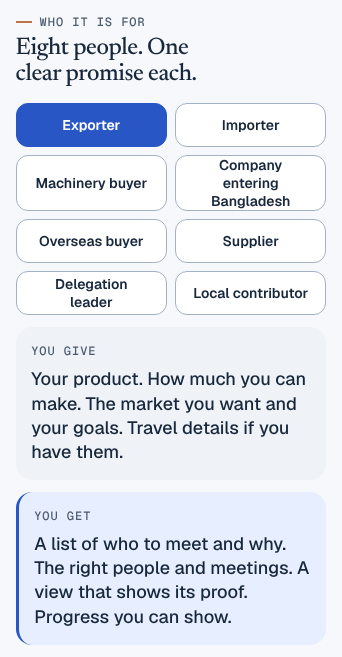 WHO IT IS FOR
Eight people. One
clear promise each.
Exporter
Importer
Machinery buyer
Company
entering
Bangladesh
Overseas buyer
Supplier
Delegation
leader
Local contributor
YOU GIVE
Your product. How much you can
make. The market you want and
your goals. Travel details if you
have them.
YOU GET
A list of who to meet and why.
The right people and meetings. A
view that shows its proof.
Progress you can show.